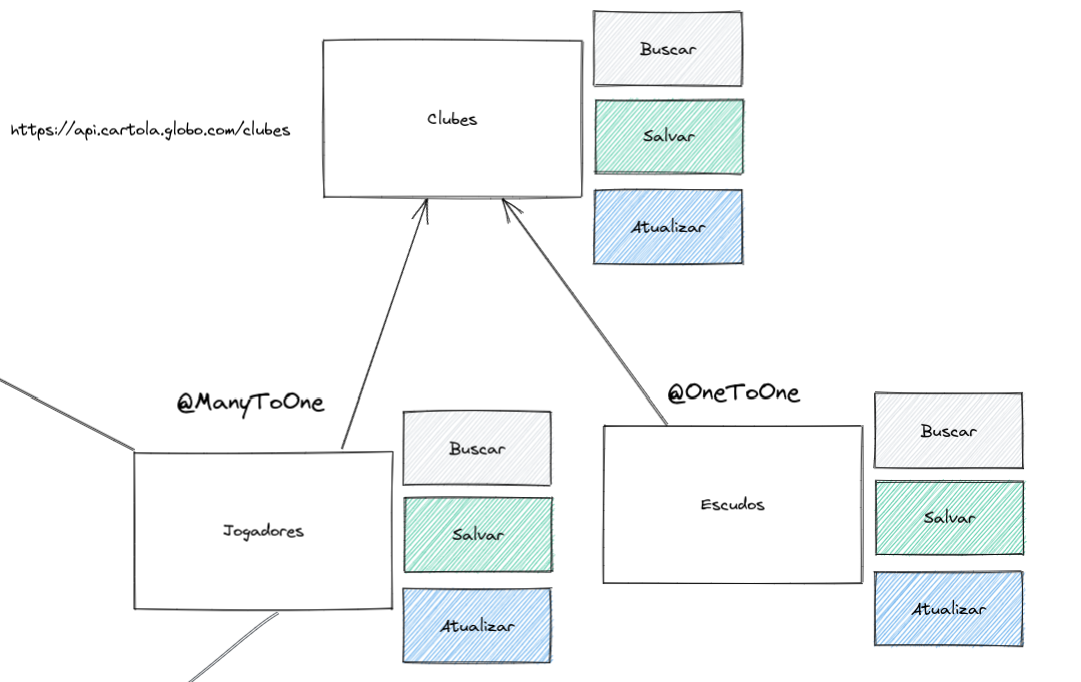 Buscar
https://api.cartola.globo.com/clubes
Clubes
Salvar
Atualizar
@ManyToOne
@OneToOne
Buscar
Buscar
Jogadores
Salvar
Escudos
Salvar
Atualizar
Atualizar